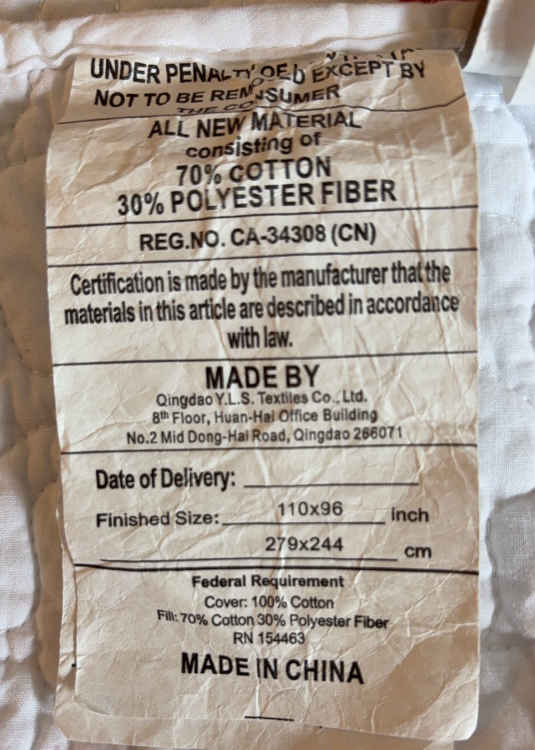 UNDER PENALTY OF
EXCEPT BY
NOT TO BE
THE
ALL NEW MATERIAL
consisting of
70% COTTON
30% POLYESTER FIBER
REG.NO. CA-34308 (CN)
Certification is made by the manufacturer that the
materials in this article are described in accordance
with law.
MADE BY
Qingdao Y.L.S. Textiles Co., Ltd.
8th Floor, Huan-Hai Office Building
No.2 Mid Dong-Hai Road, Qingdao 266071
Date of Delivery:
Finished Size: 110x96 inch
279x244 cm
Federal Requirement
Cover: 100% Cotton
Fill: 70% Cotton 30% Polyester Fiber
RN 154463
MADE IN CHINA